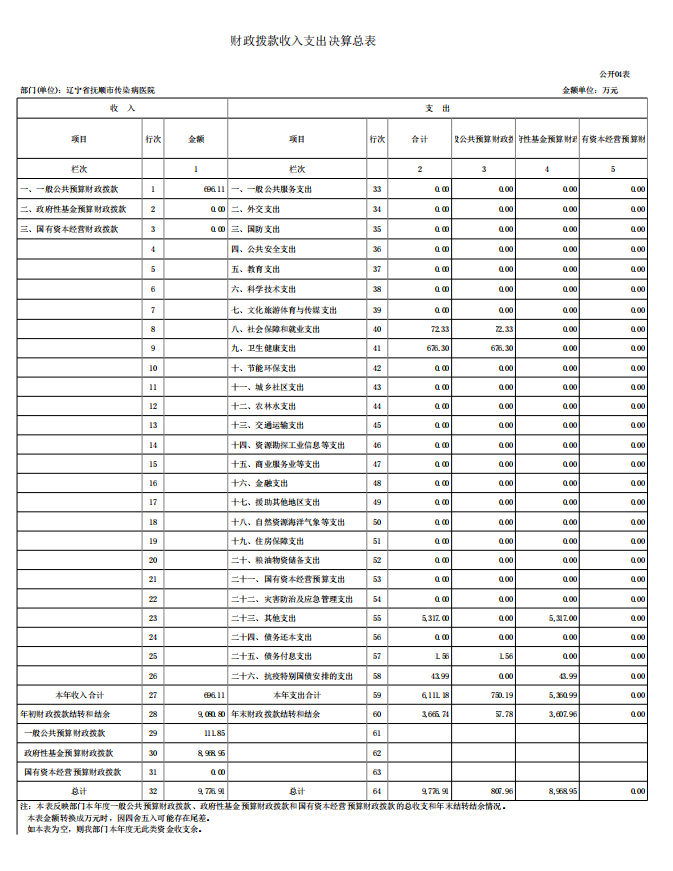 财政拨款收入支出决算总表
公开04表
部门(单位)：辽宁省抚顺市传染病医院 金额单位：万元
收 入 支 出
项目 行次 金额 项目 行次 合计 公共预算财政 性基金预算财政 有资本经营预算财
栏次 1 栏次 2 3 4 5
一、一般公共预算财政拨款 1 696.11 一、一般公共服务支出 33 0.00 0.00 0.00 0.00
二、政府性基金预算财政拨款 2 0.00 二、外交支出 34 0.00 0.00 0.00 0.00
三、国有资本经营财政拨款 3 0.00 三、国防支出 35 0.00 0.00 0.00 0.00
4 四、公共安全支出 36 0.00 0.00 0.00 0.00
5 五、教育支出 37 0.00 0.00 0.00 0.00
6 六、科学技术支出 38 0.00 0.00 0.00 0.00
7 七、文化旅游体育与传媒支出 39 0.00 0.00 0.00 0.00
8 八、社会保障和就业支出 40 72.33 72.33 0.00 0.00
9 九、卫生健康支出 41 676.30 676.30 0.00 0.00
10 十、节能环保支出 42 0.00 0.00 0.00 0.00
11 十一、城乡社区支出 43 0.00 0.00 0.00 0.00
12 十二、农林水支出 44 0.00 0.00 0.00 0.00
13 十三、交通运输支出 45 0.00 0.00 0.00 0.00
14 十四、资源勘探工业信息等支出 46 0.00 0.00 0.00 0.00
15 十五、商业服务业等支出 47 0.00 0.00 0.00 0.00
16 十六、金融支出 48 0.00 0.00 0.00 0.00
17 十七、援助其他地区支出 49 0.00 0.00 0.00 0.00
18 十八、自然资源海洋气象等支出 50 0.00 0.00 0.00 0.00
19 十九、住房保障支出 51 0.00 0.00 0.00 0.00
20 二十、粮油物资储备支出 52 0.00 0.00 0.00 0.00
21 二十一、国有资本经营预算支出 53 0.00 0.00 0.00 0.00
22 二十二、灾害防治及应急管理支出 54 0.00 0.00 0.00 0.00
23 二十三、其他支出 55 5,317.00 0.00 5,317.00 0.00
24 二十四、债务还本支出 56 0.00 0.00 0.00 0.00
25 二十五、债务付息支出 57 1.56 1.56 0.00 0.00
26 二十六、抗疫特别国债安排的支出 58 43.99 0.00 43.99 0.00
本年收入合计 27 696.11 本年支出合计 59 6,111.18 750.19 5,360.99 0.00
年初财政拨款结转和结余 28 9,080.80 年末财政拨款结转和结余 60 3,665.74 57.78 3,607.96 0.00
一般公共预算财政拨款 29 111.85 61
政府性基金预算财政拨款 30 8,968.95 62
国有资本经营预算财政拨款 31 0.00 63
总计 32 9,776.91 总计 64 9,776.91 807.96 8,968.95 0.00
注：本表反映部门本年度一般公共预算财政拨款、政府性基金预算财政拨款和国有资本经营预算财政拨款的总收支和年末结转结余情况。
本表金额转换成万元时，因四舍五入可能存在尾差。
如本表为空，则我部门本年度无此类资金收支余。